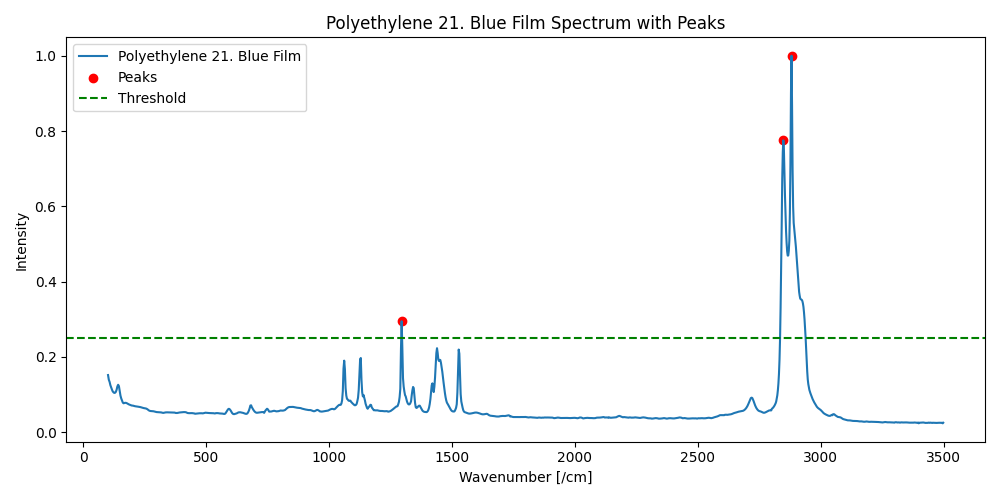 Polyethylene 21. Blue Film Spectrum with Peaks
Polyethylene 21. Blue Film
Peaks
Threshold
Intensity
1.0
0.8
0.6
0.4
0.2
0.0
0 500 1000 1500 2000 2500 3000 3500
Wavenumber [/cm]